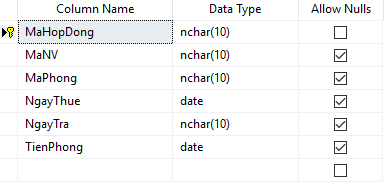 Column Name Data Type Allow Nulls
MaHopDong nchar(10)
MaNV nchar(10)
MaPhong nchar(10)
NgayThue date
NgayTra nchar(10)
TienPhong date